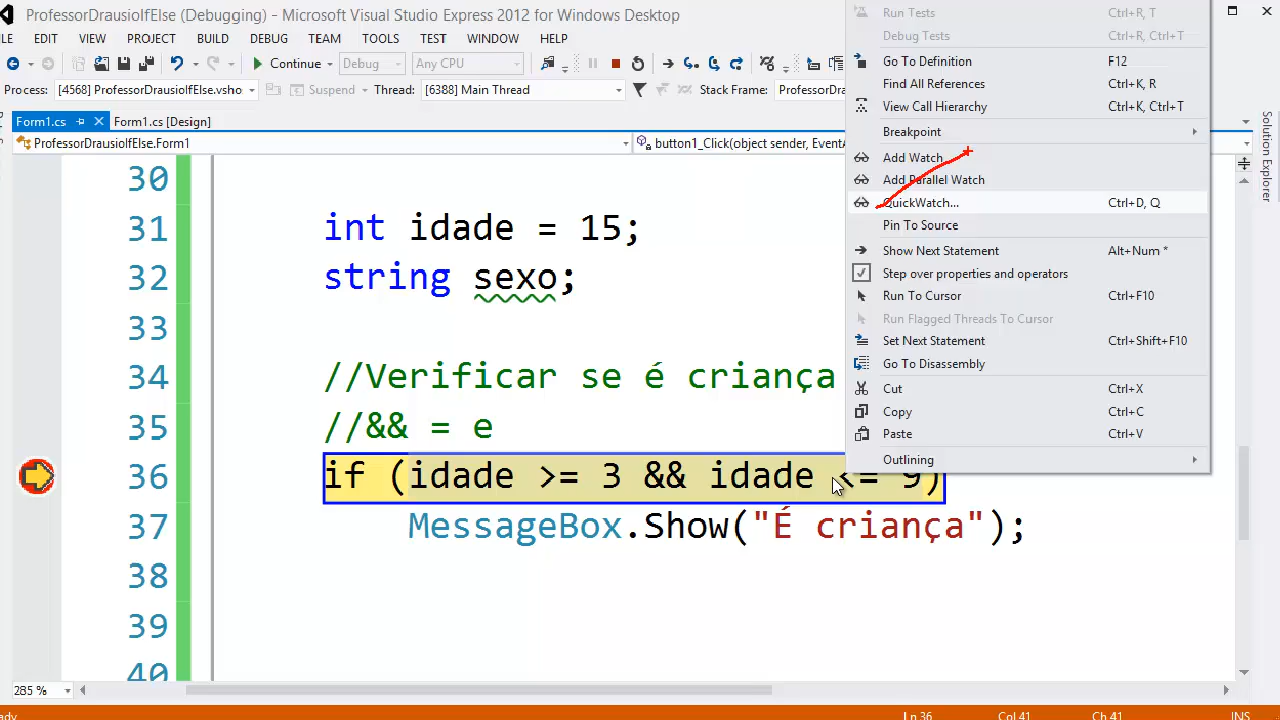 ProfessorDrausioIfElse (Debugging) - Microsoft Visual Studio Express 2012 for Windows Desktop
LE EDIT VIEW PROJECT BUILD DEBUG TEAM TOOLS TEST WINDOW HELP
Continue Debug Any CPU
Process: [4568] ProfessorDrausioIfElse.vsho Suspend Thread: [6388] Main Thread Stack Frame: ProfessorDrau
Form1.cs Form1.cs [Design]
ProfessorDrausioIfElse.Form1 button1_Click(object sender, EventA
Solution Explorer
Run Tests Ctrl+R, T
Debug Tests Ctrl+R, Ctrl+T
Go To Definition F12
Find All References Ctrl+K, R
View Call Hierarchy Ctrl+K, Ctrl+T
Breakpoint
Add Watch
Add Parallel Watch
QuickWatch... Ctrl+D, Q
Pin To Source
Show Next Statement Alt+Num *
Step over properties and operators
Run To Cursor Ctrl+F10
Run Flagged Threads To Cursor
Set Next Statement Ctrl+Shift+F10
Go To Disassembly
Cut Ctrl+X
Copy Ctrl+C
Paste Ctrl+V
Outlining
30
31 int idade = 15;
32 string sexo;
33
34 //Verificar se é criança
35 //&& = e
36 if (idade >= 3 && idade <= 9)
37 MessageBox.Show("É criança");
38
39
40
285 %
ady Ln 36 Col 41 Ch 41 INS